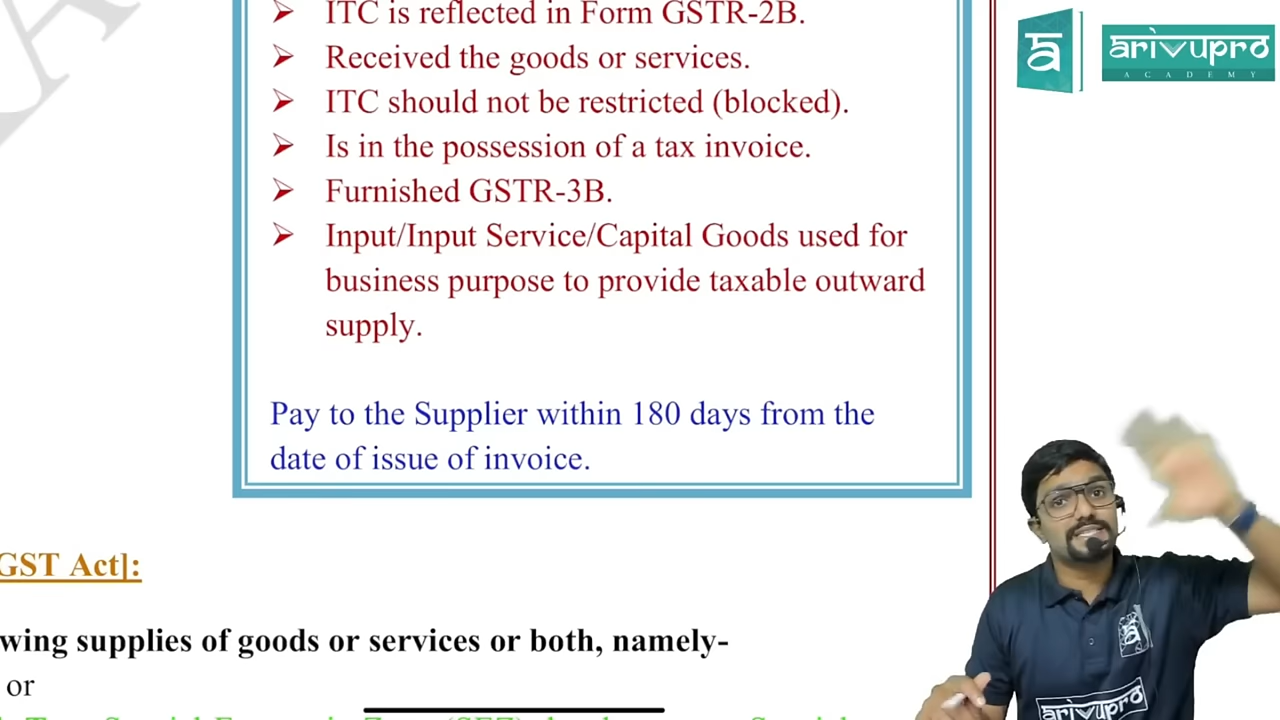 ITC is reflected in Form GSTR-2B.
Received the goods or services.
ITC should not be restricted (blocked).
Is in the possession of a tax invoice.
Furnished GSTR-3B.
Input/Input Service/Capital Goods used for
business purpose to provide taxable outward
supply.
Pay to the Supplier within 180 days from the
date of issue of invoice.
GST Act]:
wing supplies of goods or services or both, namely-
or
arivupro
ACADEMY
arivupro